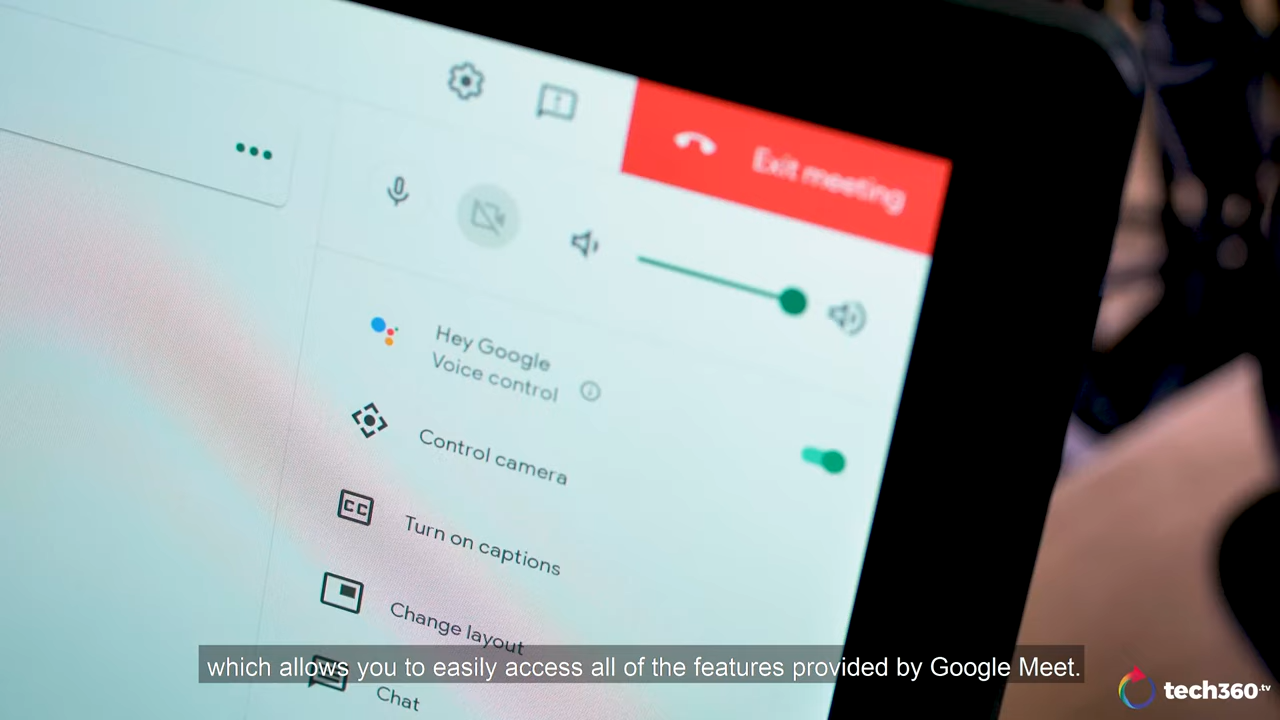 Exit meeting
Hey Google
Voice control
Control camera
CC
Turn on captions
Change layout
Chat
which allows you to easily access all of the features provided by Google Meet.
tech360.tv